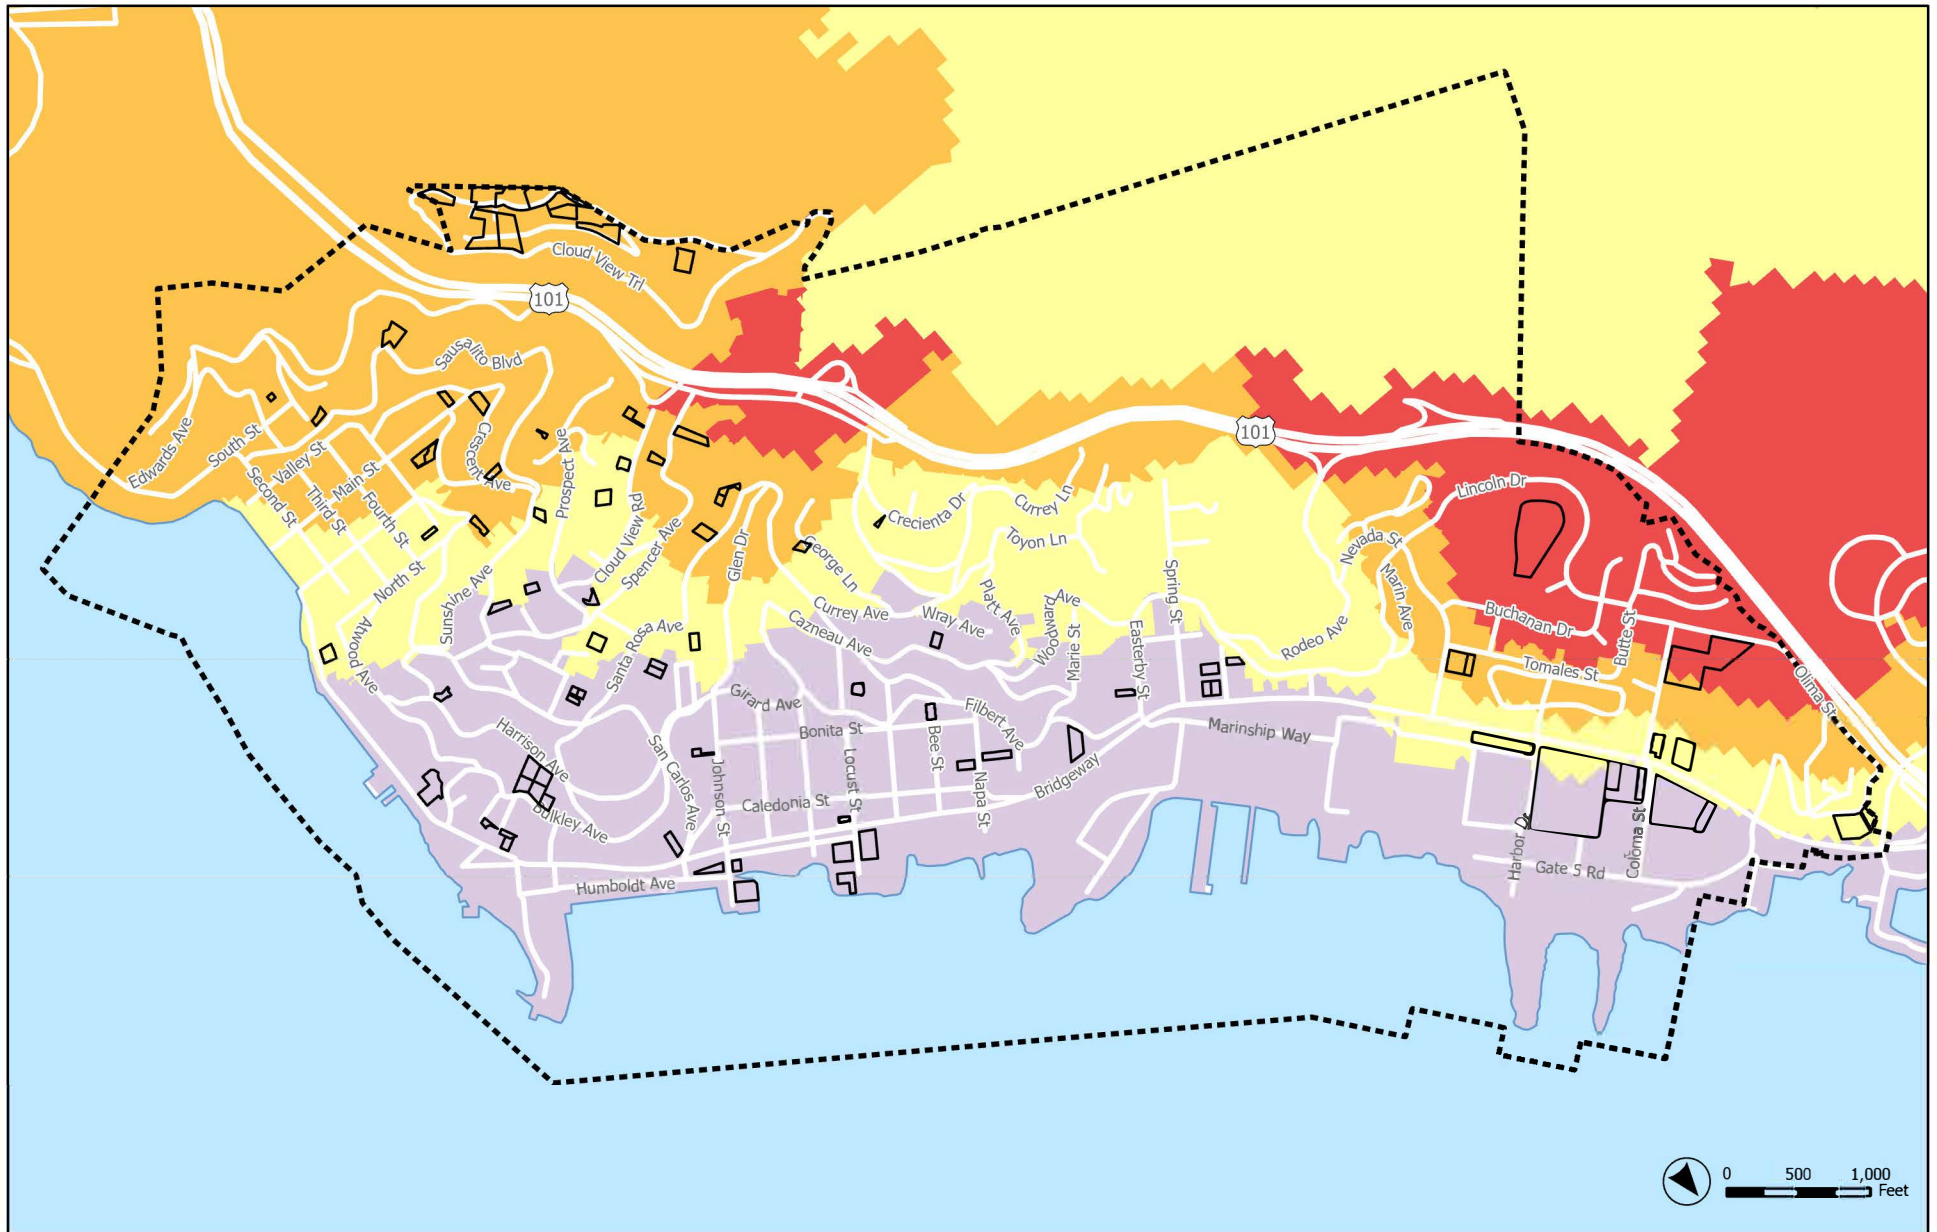 Cloud View Trl
101
Sausalito Blvd
101
Edwards Ave
South St
Valley St
Main St
Second St
Third St
Fourth St
Crescent Ave
Prospect Ave
Cloud View Rd
Spencer Ave
Glen Dr
George Ln
Crecienta Dr
Currey Ln
Toyon Ln
Lincoln Dr
Nevada St
Marin Ave
Buchanan Dr
Butte St
Tomales St
Olima St
North St
Sunshine Ave
Atwood Ave
Santa Rosa Ave
Currey Ave
Cazneau Ave
Wray Ave
Platt Ave
Woodward Ave
Marie St
Easterby St
Spring St
Rodeo Ave
Girard Ave
Bonita St
Filbert Ave
Marinship Way
Harrison Ave
San Carlos Ave
Johnson St
Locust St
Bee St
Napa St
Bridgeway
Caledonia St
Bulkley Ave
Humboldt Ave
Harbor Dr
Coloma St
Gate 5 Rd
0 500 1,000
Feet